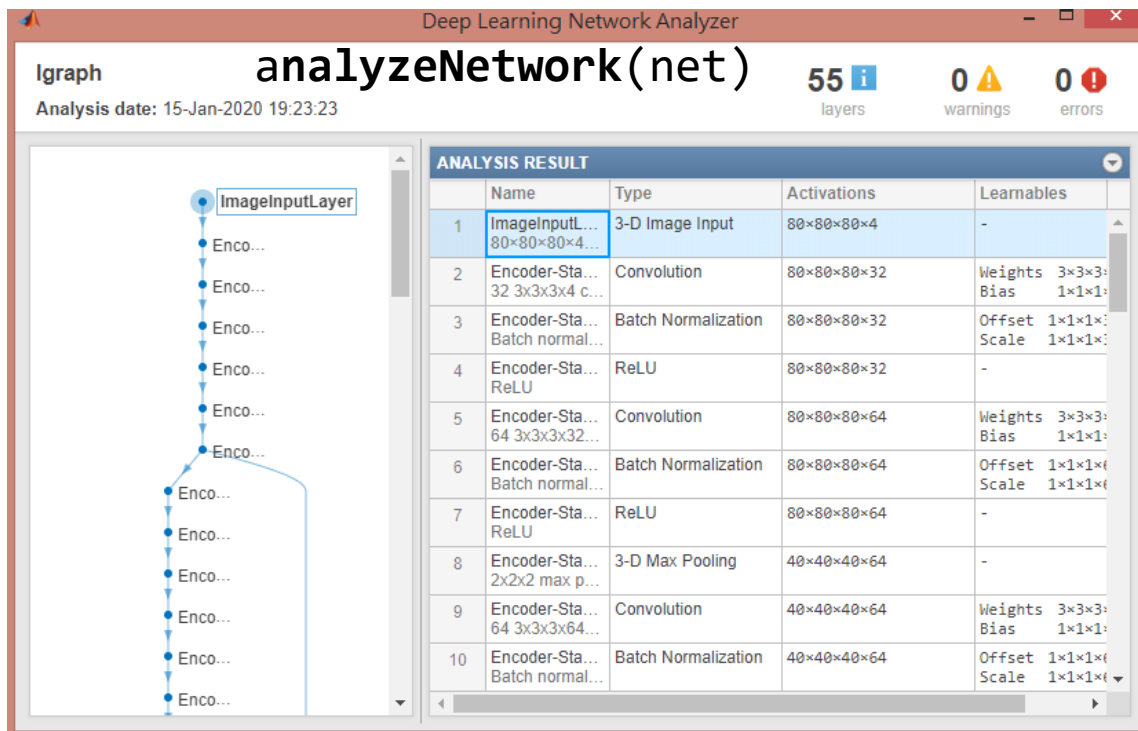 Deep Learning Network Analyzer
lgraph
analyzeNetwork(net)
Analysis date: 15-Jan-2020 19:23:23
55 i
layers
0
warnings
0
errors
ImageInputLayer
Enco...
Enco...
Enco...
Enco...
Enco...
Enco...
Enco...
Enco...
Enco...
Enco...
Enco...
Enco...
ANALYSIS RESULT
Name Type Activations Learnables
1 ImageInputL... 3-D Image Input 80×80×80×4 -
80×80×80×4...
2 Encoder-Sta... Convolution 80×80×80×32 Weights 3×3×3×
32 3x3x3x4 c... Bias 1×1×1×
3 Encoder-Sta... Batch Normalization 80×80×80×32 Offset 1×1×1×3
Batch normal... Scale 1×1×1×3
4 Encoder-Sta... ReLU 80×80×80×32 -
ReLU
5 Encoder-Sta... Convolution 80×80×80×64 Weights 3×3×3×
64 3x3x3x32... Bias 1×1×1×
6 Encoder-Sta... Batch Normalization 80×80×80×64 Offset 1×1×1×6
Batch normal... Scale 1×1×1×6
7 Encoder-Sta... ReLU 80×80×80×64 -
ReLU
8 Encoder-Sta... 3-D Max Pooling 40×40×40×64 -
2x2x2 max p...
9 Encoder-Sta... Convolution 40×40×40×64 Weights 3×3×3×
64 3x3x3x64... Bias 1×1×1×
10 Encoder-Sta... Batch Normalization 40×40×40×64 Offset 1×1×1×6
Batch normal... Scale 1×1×1×6